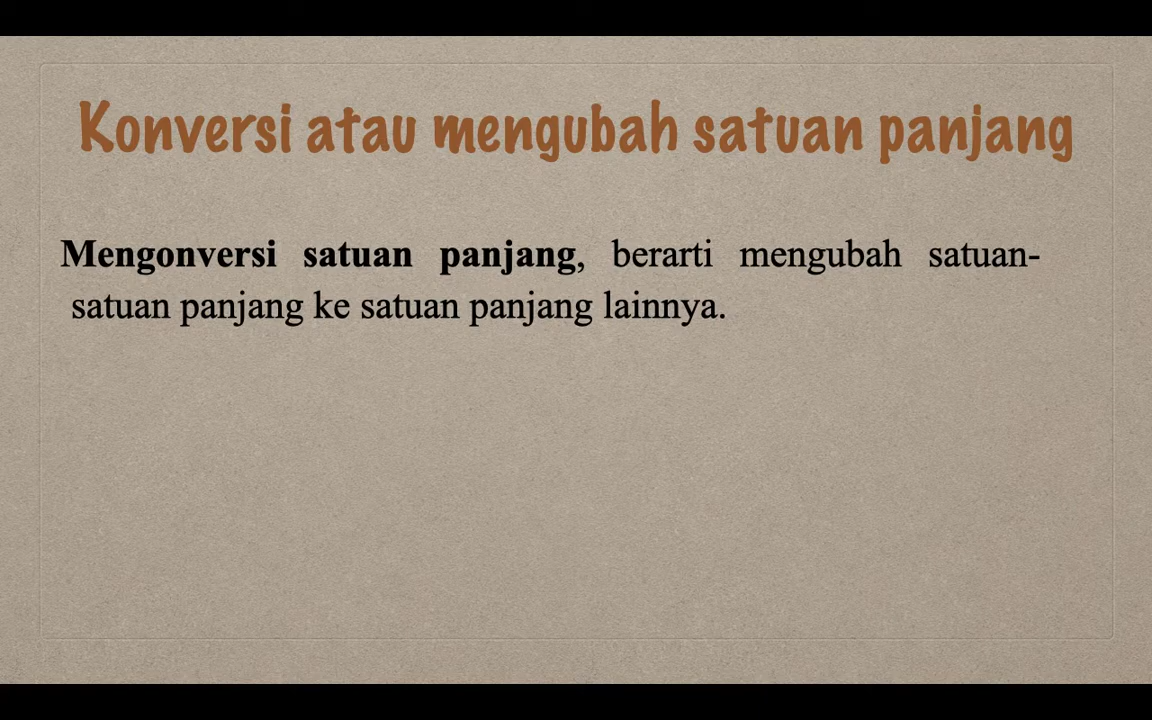 Konversi atau mengubah satuan panjang
Mengonversi satuan panjang, berarti mengubah satuan-
satuan panjang ke satuan panjang lainnya.